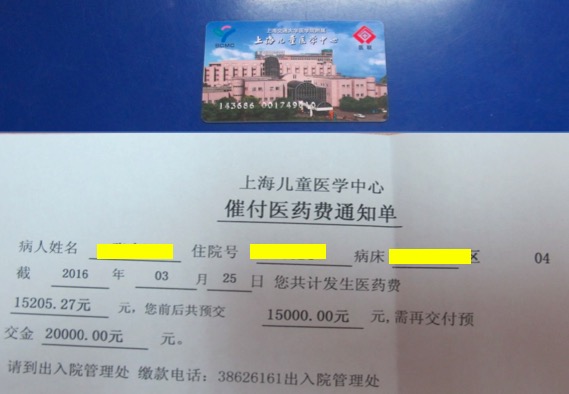 上海交通大学医学院附属
上海儿童医学中心
SCMC
143686 001749010
上海儿童医学中心
催付医药费通知单
病人姓名 住院号 病床 区 04
截 2016 年 03 月 25 日 您共计发生医药费
15205.27元 元，您前后共预交 15000.00元 元,需再交付预
交金 20000.00元 元。
请到出入院管理处 缴款电话：38626161出入院管理处